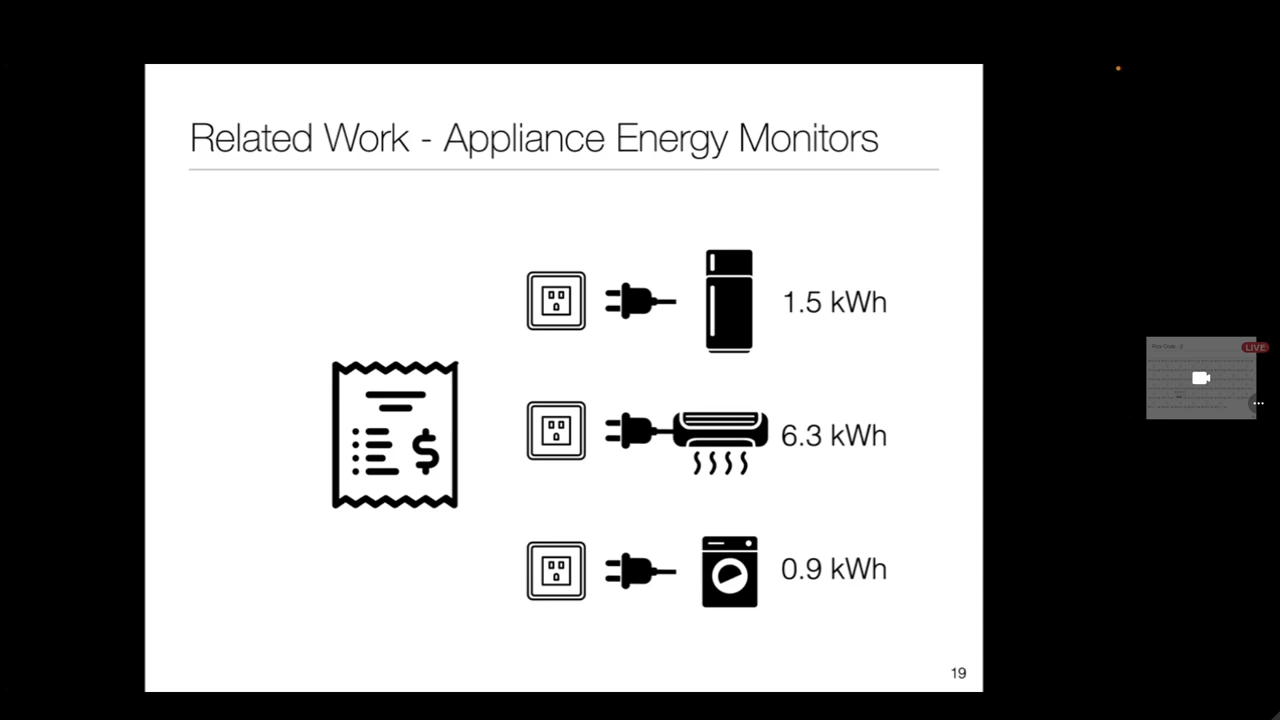 Related Work - Appliance Energy Monitors
1.5 kWh
$
6.3 kWh
0.9 kWh
19
LIVE